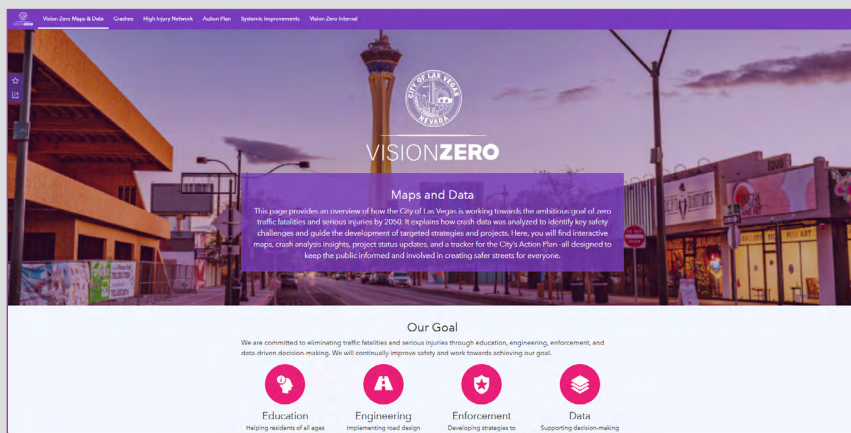 VISION ZERO
Vision Zero Maps & Data
Crashes
High Injury Network
Action Plan
Systemic Improvements
Vision Zero Internal
CITY OF LAS VEGAS
NEVADA
VISIONZERO
Maps and Data
This page provides an overview of how the City of Las Vegas is working towards the ambitious goal of zero
traffic fatalities and serious injuries by 2050. It explains how crash data was analyzed to identify key safety
challenges and guide the development of targeted strategies and projects. Here, you will find interactive
maps, crash analysis insights, project status updates, and a tracker for the City's Action Plan-all designed to
keep the public informed and involved in creating safer streets for everyone.
Our Goal
We are committed to eliminating traffic fatalities and serious injuries through education, engineering, enforcement, and
data-driven decision-making. We will continually improve safety and work towards achieving our goal.
Education
Engineering
Enforcement
Data
Helping residents of all ages
Implementing road design
Developing strategies to
Supporting decision-making